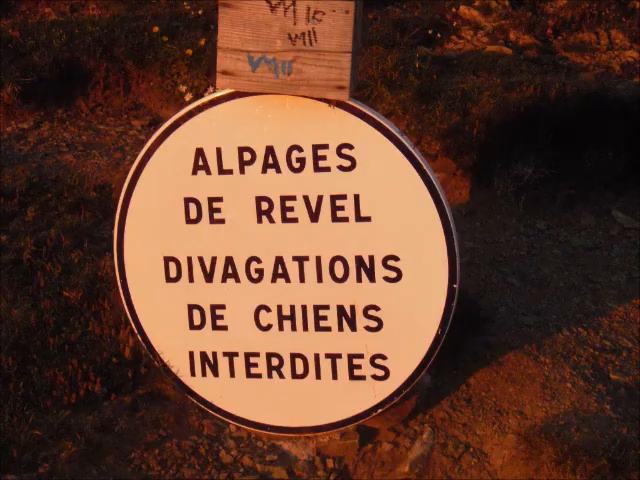 ALPAGES
DE REVEL
DIVAGATIONS
DE CHIENS
INTERDITES